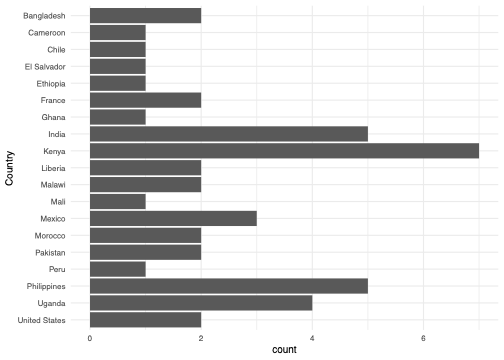 Bangladesh
Cameroon
Chile
El Salvador
Ethiopia
France
Ghana
India
Kenya
Liberia
Malawi
Mali
Mexico
Morocco
Pakistan
Peru
Philippines
Uganda
United States
Country
0 2 4 6
count